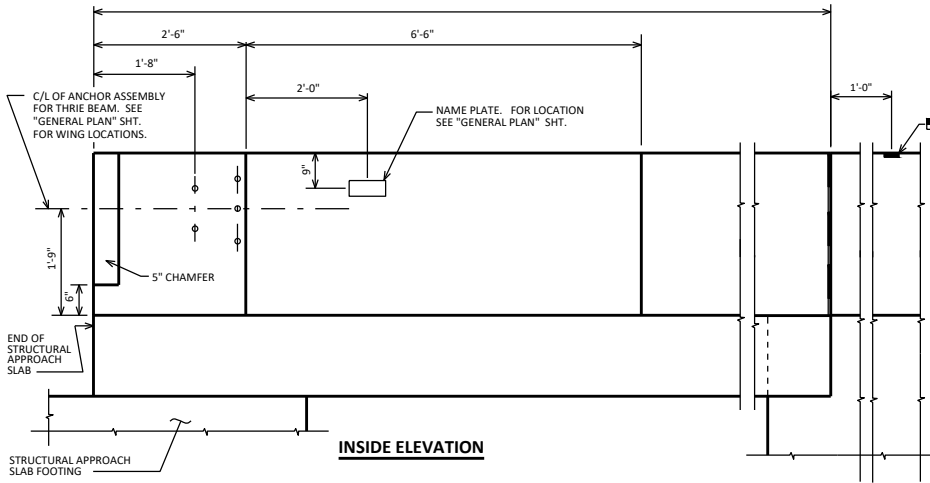 2'-6"
6'-6"
1'-8"
2'-0"
1'-0"
C/L OF ANCHOR ASSEMBLY
FOR THRIE BEAM. SEE
"GENERAL PLAN" SHT.
FOR WING LOCATIONS.
NAME PLATE. FOR LOCATION
SEE "GENERAL PLAN" SHT.
9"
1'-9"
5" CHAMFER
6"
END OF
STRUCTURAL
APPROACH
SLAB
INSIDE ELEVATION
STRUCTURAL APPROACH
SLAB FOOTING